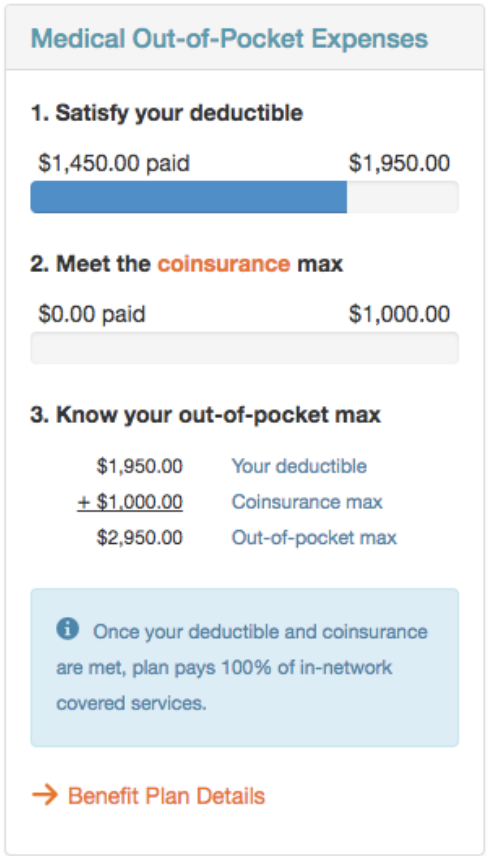 Medical Out-of-Pocket Expenses
1. Satisfy your deductible
$1,450.00 paid $1,950.00
2. Meet the coinsurance max
$0.00 paid $1,000.00
3. Know your out-of-pocket max
$1,950.00 Your deductible
+ $1,000.00 Coinsurance max
$2,950.00 Out-of-pocket max
Once your deductible and coinsurance
are met, plan pays 100% of in-network
covered services.
Benefit Plan Details